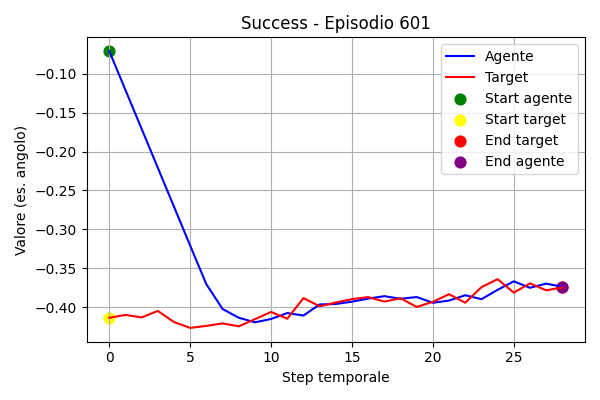 Success - Episodio 601
Valore (es. angolo)
−0.10
−0.15
−0.20
−0.25
−0.30
−0.35
−0.40
Agente
Target
Start agente
Start target
End target
End agente
0
5
10
15
20
25
Step temporale